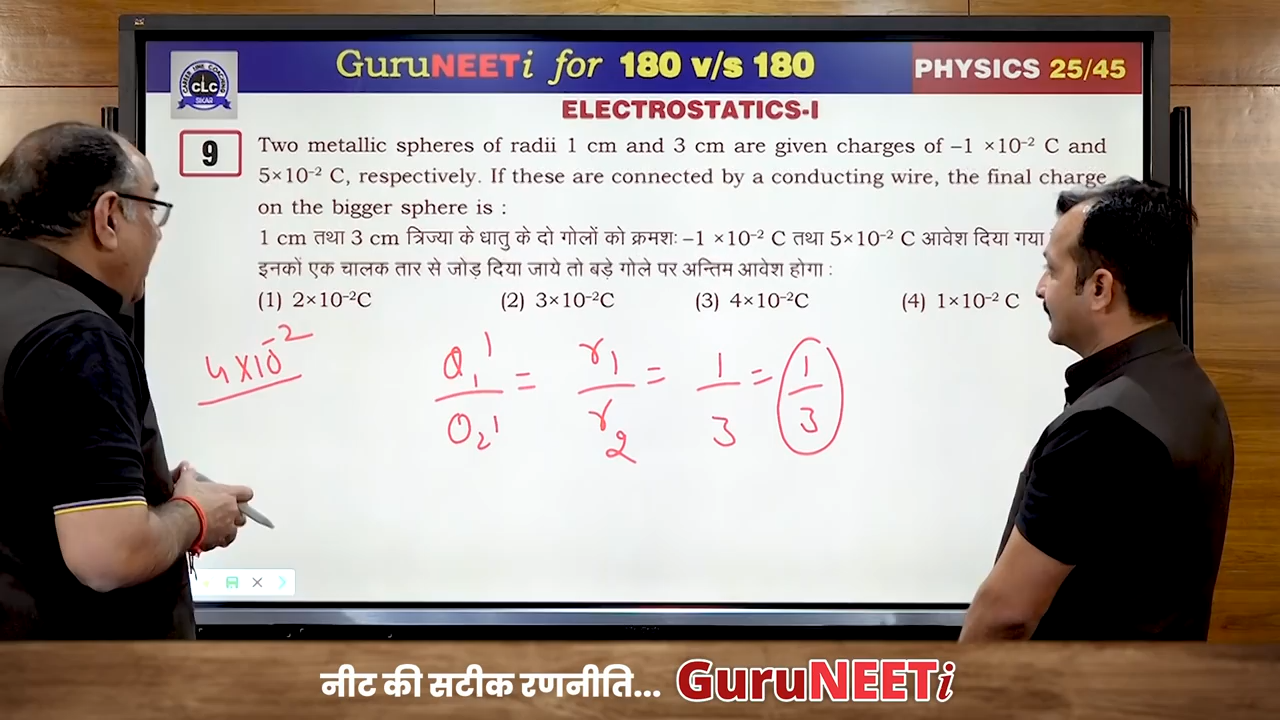 GuruNEETi for 180 v/s 180
PHYSICS 25/45
CAREER LINE COACHING
CLC
SIKAR
ELECTROSTATICS-I
9
Two metallic spheres of radii 1 cm and 3 cm are given charges of –1 ×10⁻² C and
5×10⁻² C, respectively. If these are connected by a conducting wire, the final charge
on the bigger sphere is :
1 cm तथा 3 cm त्रिज्या के धातु के दो गोलों को क्रमशः –1 ×10⁻² C तथा 5×10⁻² C आवेश दिया गया
इनकों एक चालक तार से जोड़ दिया जाये तो बड़े गोले पर अन्तिम आवेश होगा :
(1) 2×10⁻²C (2) 3×10⁻²C (3) 4×10⁻²C (4) 1×10⁻² C
4×10⁻²
Q₁'/Q₂' = r₁/r₂ = 1/3 = 1/3
नीट की सटीक रणनीति... GuruNEETi